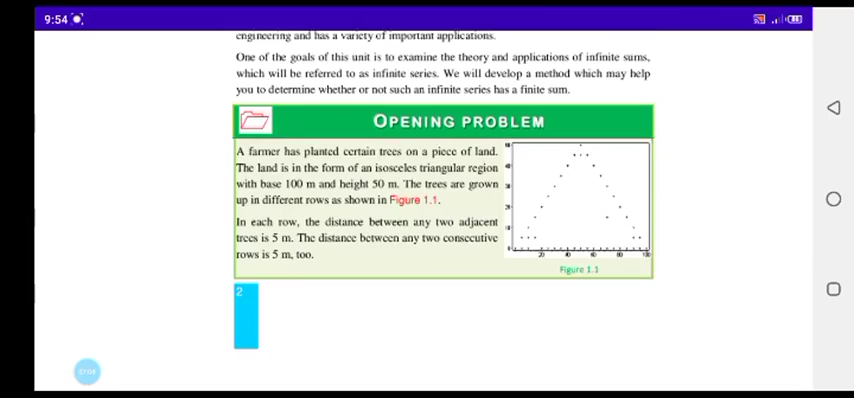 9:54
engineering and has a variety of important applications.
One of the goals of this unit is to examine the theory and applications of infinite sums,
which will be referred to as infinite series. We will develop a method which may help
you to determine whether or not such an infinite series has a finite sum.
OPENING PROBLEM
A farmer has planted certain trees on a piece of land.
The land is in the form of an isosceles triangular region
with base 100 m and height 50 m. The trees are grown
up in different rows as shown in Figure 1.1.
In each row, the distance between any two adjacent
trees is 5 m. The distance between any two consecutive
rows is 5 m, too.
20 40 60 80 100
Figure 1.1
2